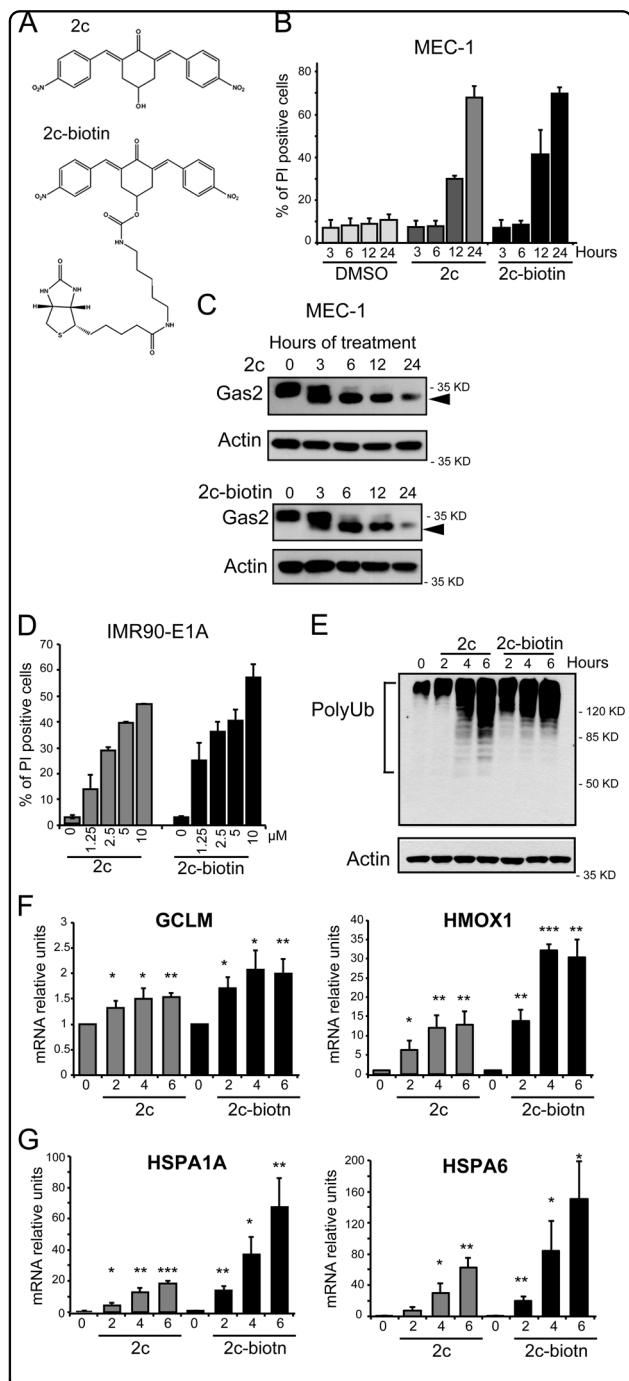 A
2c
O
O₂N
NO₂
OH
2c-biotin
O
O₂N
NO₂
O
O
NH
O
HN
NH
H
H
S
NH
O
B
MEC-1
% of PI positive cells
80
60
40
20
0
3 6 12 24 3 6 12 24 3 6 12 24 Hours
DMSO 2c 2c-biotin
C
MEC-1
Hours of treatment
2c 0 3 6 12 24
Gas2
- 35 KD
Actin
- 35 KD
2c-biotin 0 3 6 12 24
Gas2
- 35 KD
Actin
- 35 KD
D
IMR90-E1A
% of PI positive cells
70
60
50
40
30
20
10
0
0 1.25 2.5 5 10 0 1.25 2.5 5 10 µM
2c 2c-biotin
E
2c 2c-biotin
0 2 4 6 2 4 6 Hours
PolyUb
- 120 KD
- 85 KD
- 50 KD
Actin
- 35 KD
F
GCLM
mRNA relative units
3
2.5
2
1.5
1
0.5
0
* * ** * * **
0 2 4 6 0 2 4 6
2c 2c-biotn
HMOX1
mRNA relative units
40
35
30
25
20
15
10
5
0
* ** ** ** *** **
0 2 4 6 0 2 4 6
2c 2c-biotn
G
HSPA1A
mRNA relative units
100
80
60
40
20
0
* ** *** ** * **
0 2 4 6 0 2 4 6
2c 2c-biotn
HSPA6
mRNA relative units
200
160
120
80
40
0
* ** ** * *
0 2 4 6 0 2 4 6
2c 2c-biotn